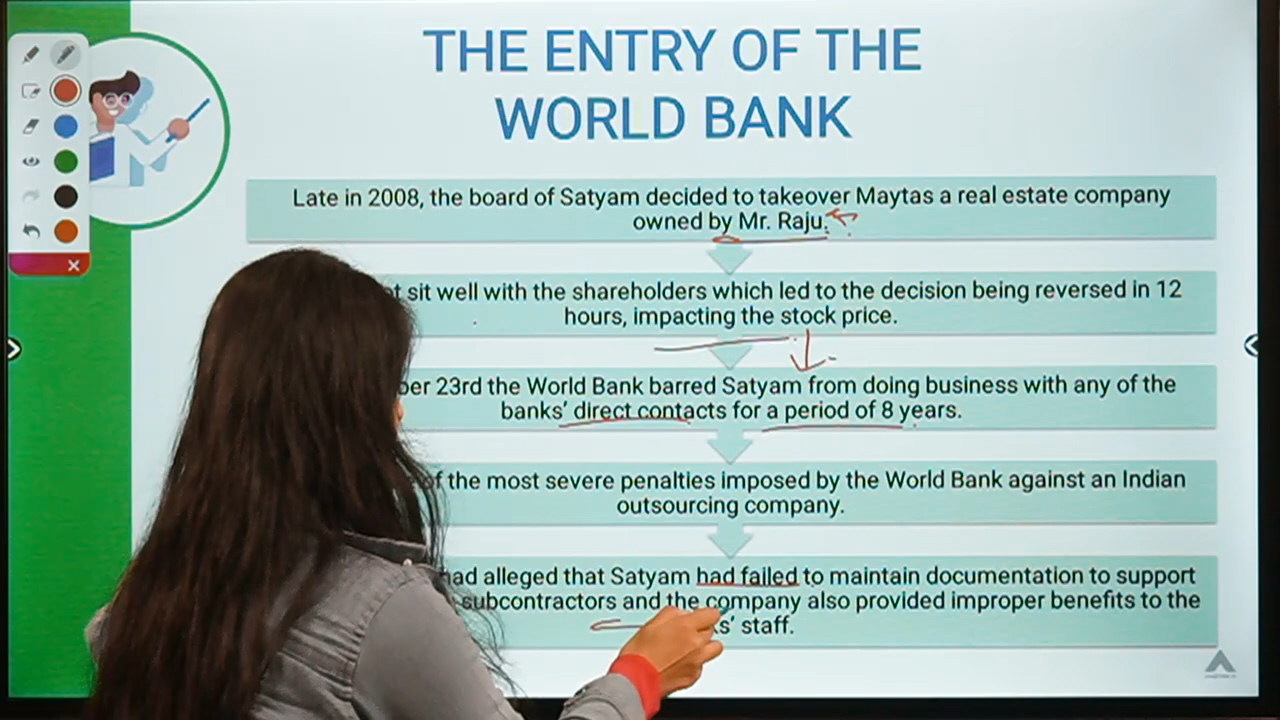 THE ENTRY OF THE
WORLD BANK
Late in 2008, the board of Satyam decided to takeover Maytas a real estate company
owned by Mr. Raju.
sit well with the shareholders which led to the decision being reversed in 12
hours, impacting the stock price.
23rd the World Bank barred Satyam from doing business with any of the
banks’ direct contacts for a period of 8 years.
of the most severe penalties imposed by the World Bank against an Indian
outsourcing company.
had alleged that Satyam had failed to maintain documentation to support
subcontractors and the company also provided improper benefits to the
staff.